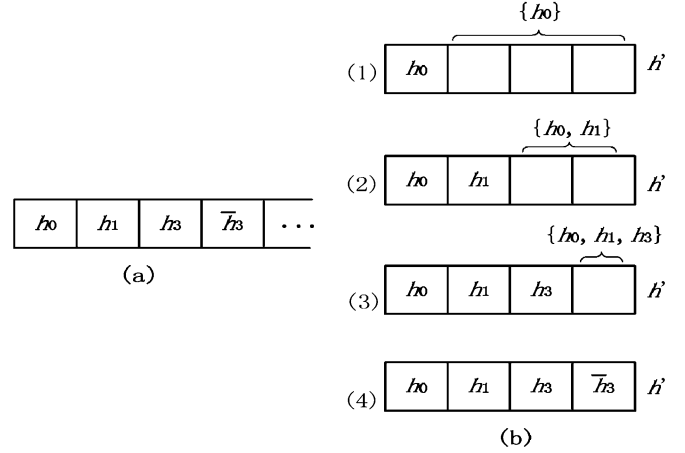 h0 h1 h3 h̅3 ...
(a)
{h0}
(1) h0 h'
{h0, h1}
(2) h0 h1 h'
{h0, h1, h3}
(3) h0 h1 h3 h'
(4) h0 h1 h3 h̅3 h'
(b)